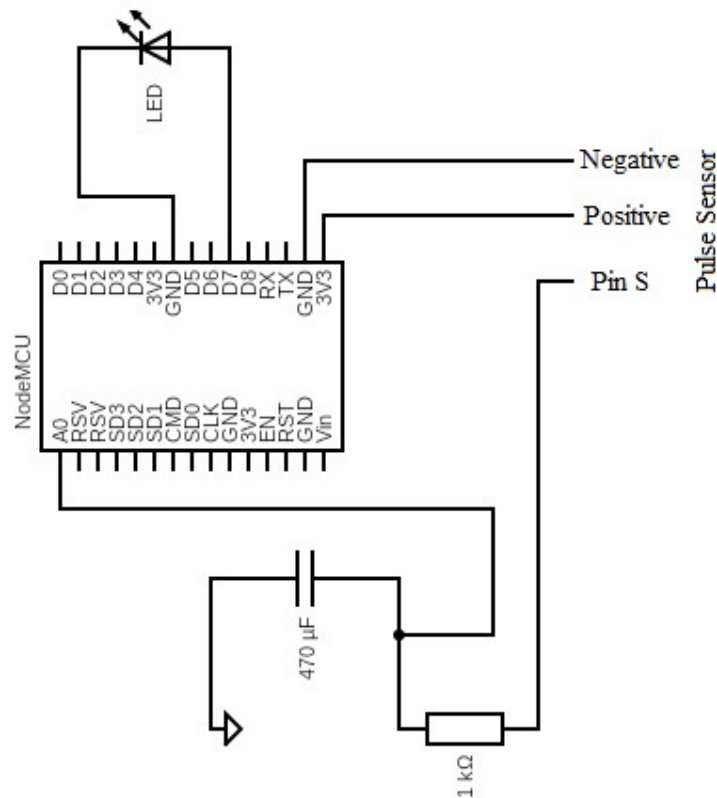 LED
Negative
Positive
Pin S
Pulse Sensor
NodeMCU
D0
D1
D2
D3
D4
3V3
GND
D5
D6
D7
D8
RX
TX
GND
3V3
A0
RSV
RSV
SD3
SD2
SD1
CMD
SD0
CLK
GND
3V3
EN
RST
GND
Vin
470 µF
1 kΩ